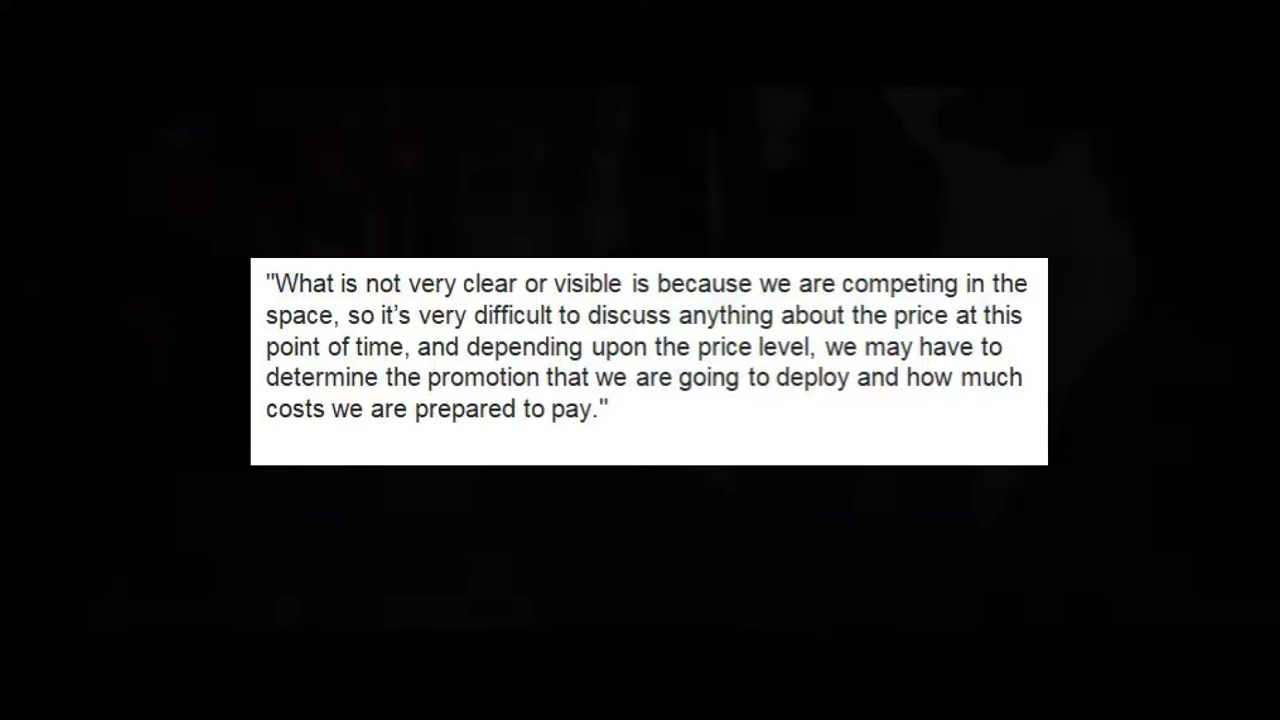 "What is not very clear or visible is because we are competing in the
space, so it’s very difficult to discuss anything about the price at this
point of time, and depending upon the price level, we may have to
determine the promotion that we are going to deploy and how much
costs we are prepared to pay."